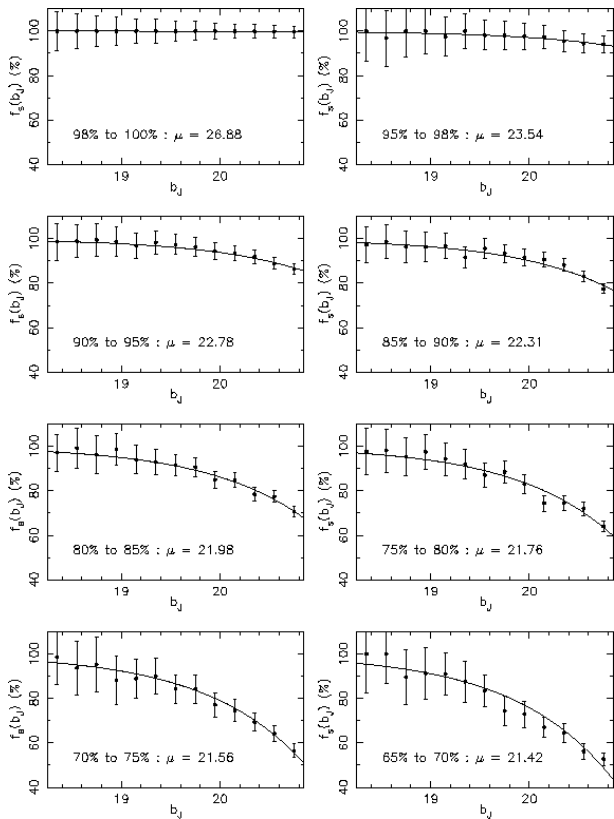 100
80
60
40
f_S(b_J) (%)
98% to 100% : μ = 26.88
19
20
b_J
100
80
60
40
f_S(b_J) (%)
95% to 98% : μ = 23.54
19
20
b_J
100
80
60
40
f_S(b_J) (%)
90% to 95% : μ = 22.78
19
20
b_J
100
80
60
40
f_S(b_J) (%)
85% to 90% : μ = 22.31
19
20
b_J
100
80
60
40
f_S(b_J) (%)
80% to 85% : μ = 21.98
19
20
b_J
100
80
60
40
f_S(b_J) (%)
75% to 80% : μ = 21.76
19
20
b_J
100
80
60
40
f_S(b_J) (%)
70% to 75% : μ = 21.56
19
20
b_J
100
80
60
40
f_S(b_J) (%)
65% to 70% : μ = 21.42
19
20
b_J